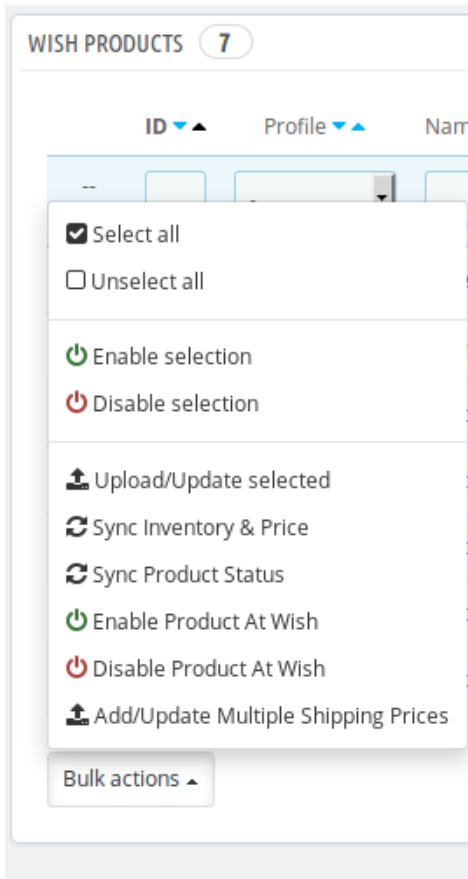 WISH PRODUCTS 7
ID Profile Nam
--
-
Select all
Unselect all
Enable selection
Disable selection
Upload/Update selected
Sync Inventory & Price
Sync Product Status
Enable Product At Wish
Disable Product At Wish
Add/Update Multiple Shipping Prices
Bulk actions